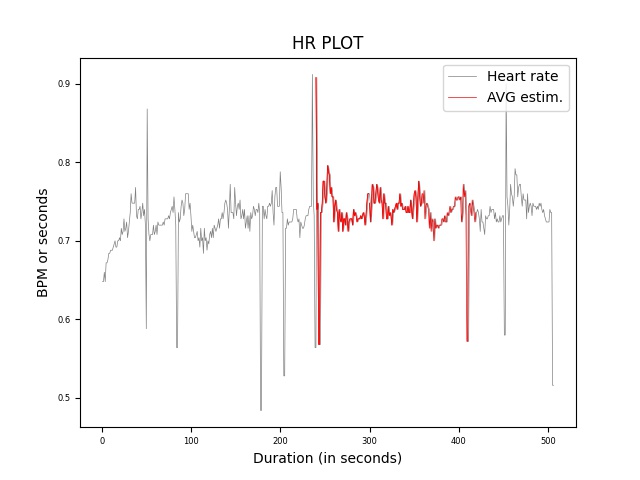 HR PLOT
Heart rate
AVG estim.
BPM or seconds
0.9
0.8
0.7
0.6
0.5
0 100 200 300 400 500
Duration (in seconds)